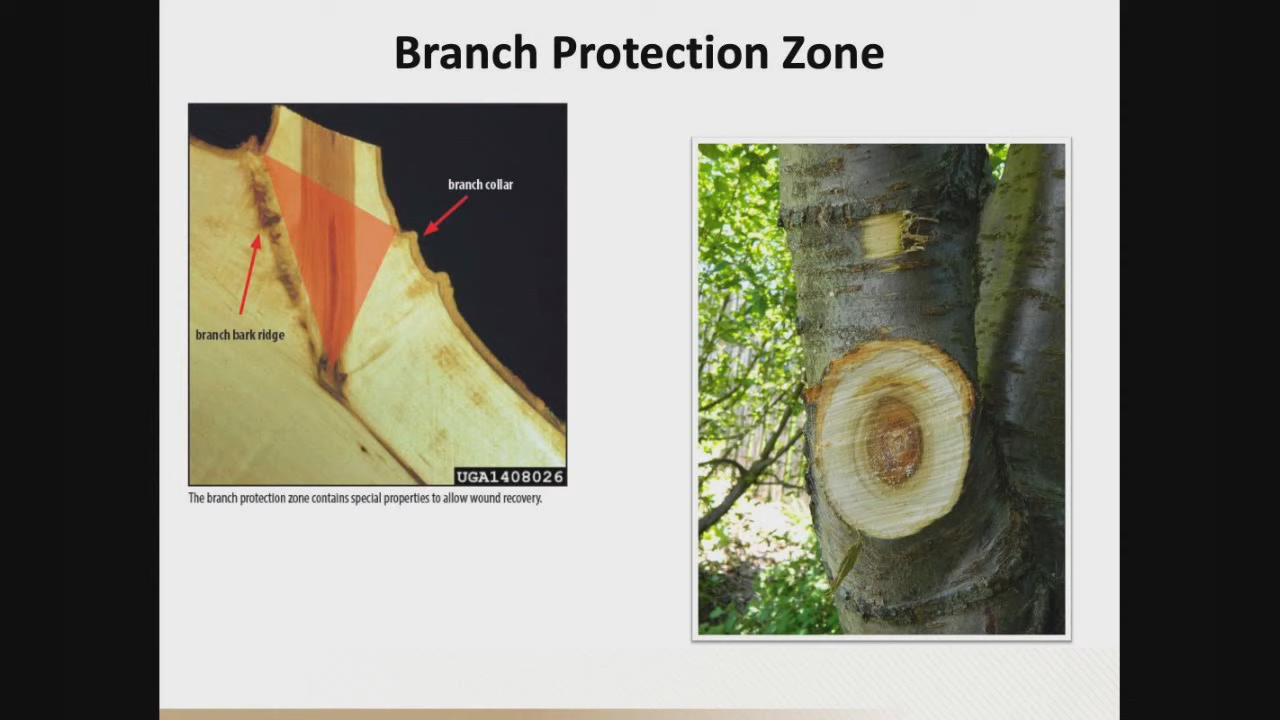 Branch Protection Zone
branch collar
branch bark ridge
UGA1408026
The branch protection zone contains special properties to allow wound recovery.